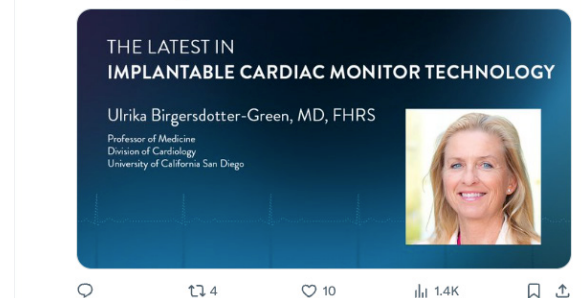 THE LATEST IN
IMPLANTABLE CARDIAC MONITOR TECHNOLOGY
Ulrika Birgersdotter-Green, MD, FHRS
Professor of Medicine
Division of Cardiology
University of California San Diego
4 10 1.4K